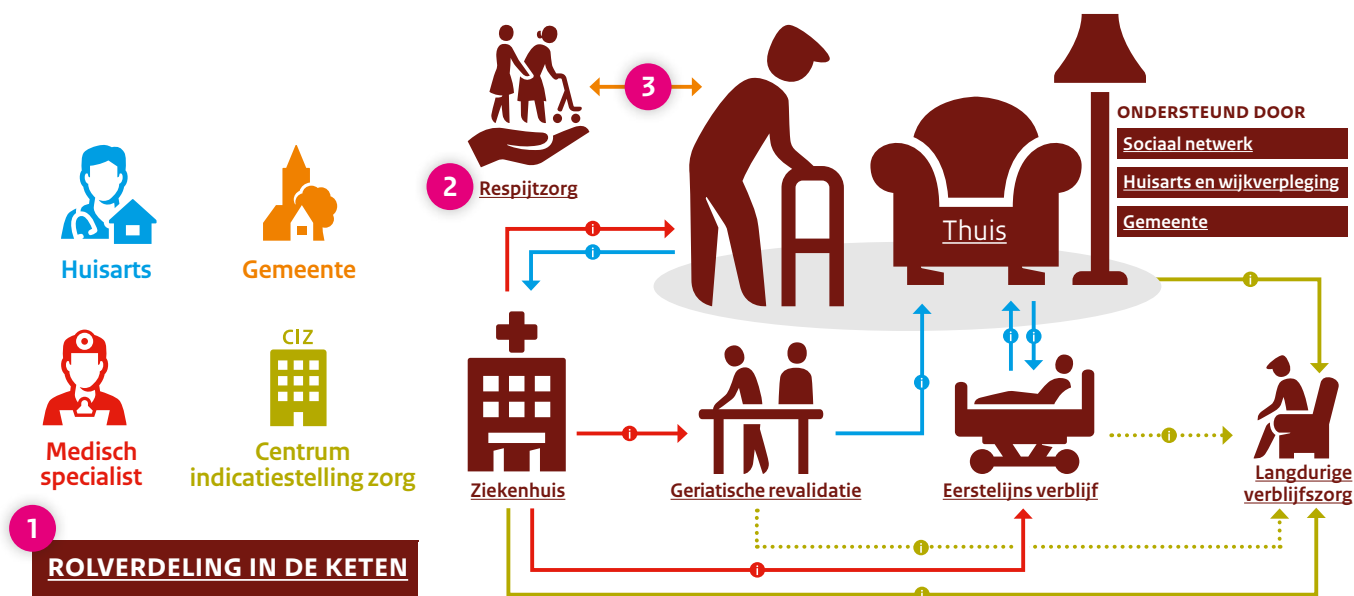 3
ONDERSTEUND DOOR
Sociaal netwerk
2
Respijtzorg
Huisarts en wijkverpleging
Gemeente
Thuis
i
i
i
Huisarts
Gemeente
CIZ
i
i
i
i
i
Medisch
specialist
Centrum
indicatiestelling zorg
Ziekenhuis
Geriatische revalidatie
Eerstelijns verblijf
Langdurige
verblijfszorg
1
ROLVERDELING IN DE KETEN
i
i
i